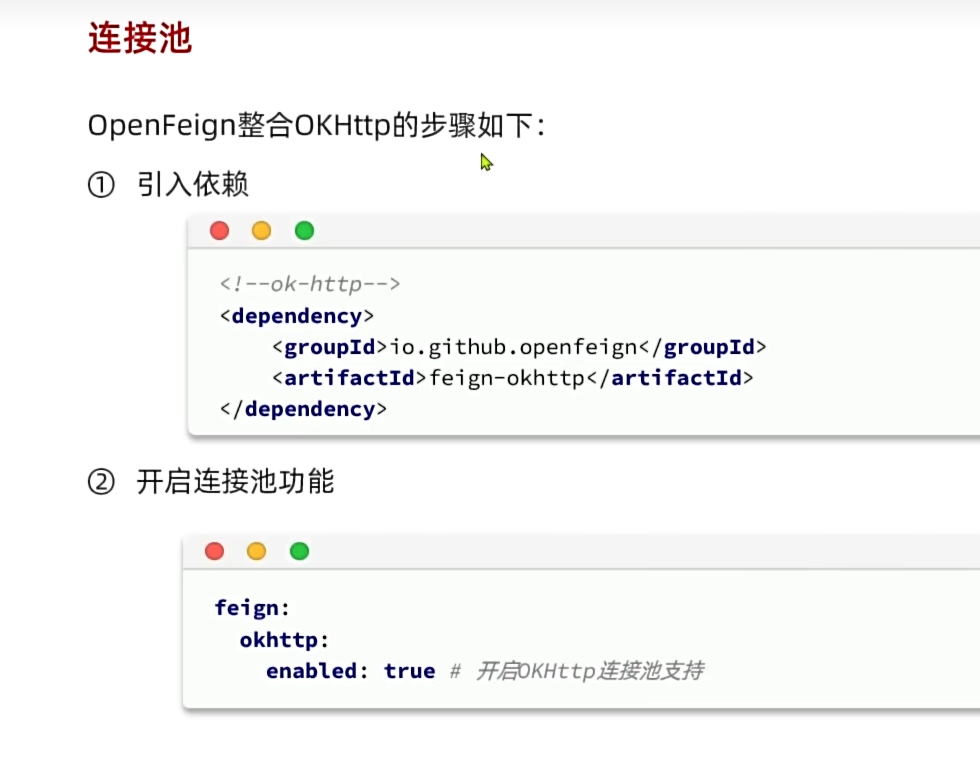 连接池
OpenFeign整合OKHttp的步骤如下：
① 引入依赖
<!--ok-http-->
<dependency>
    <groupId>io.github.openfeign</groupId>
    <artifactId>feign-okhttp</artifactId>
</dependency>
② 开启连接池功能
feign:
  okhttp:
    enabled: true # 开启OKHttp连接池支持